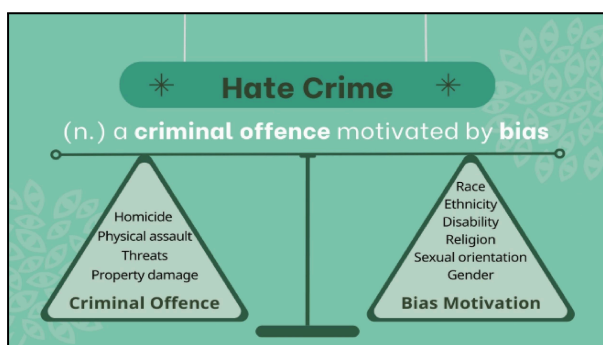 Hate Crime
(n.) a criminal offence motivated by bias
Homicide
Physical assault
Threats
Property damage
Criminal Offence
Race
Ethnicity
Disability
Religion
Sexual orientation
Gender
Bias Motivation